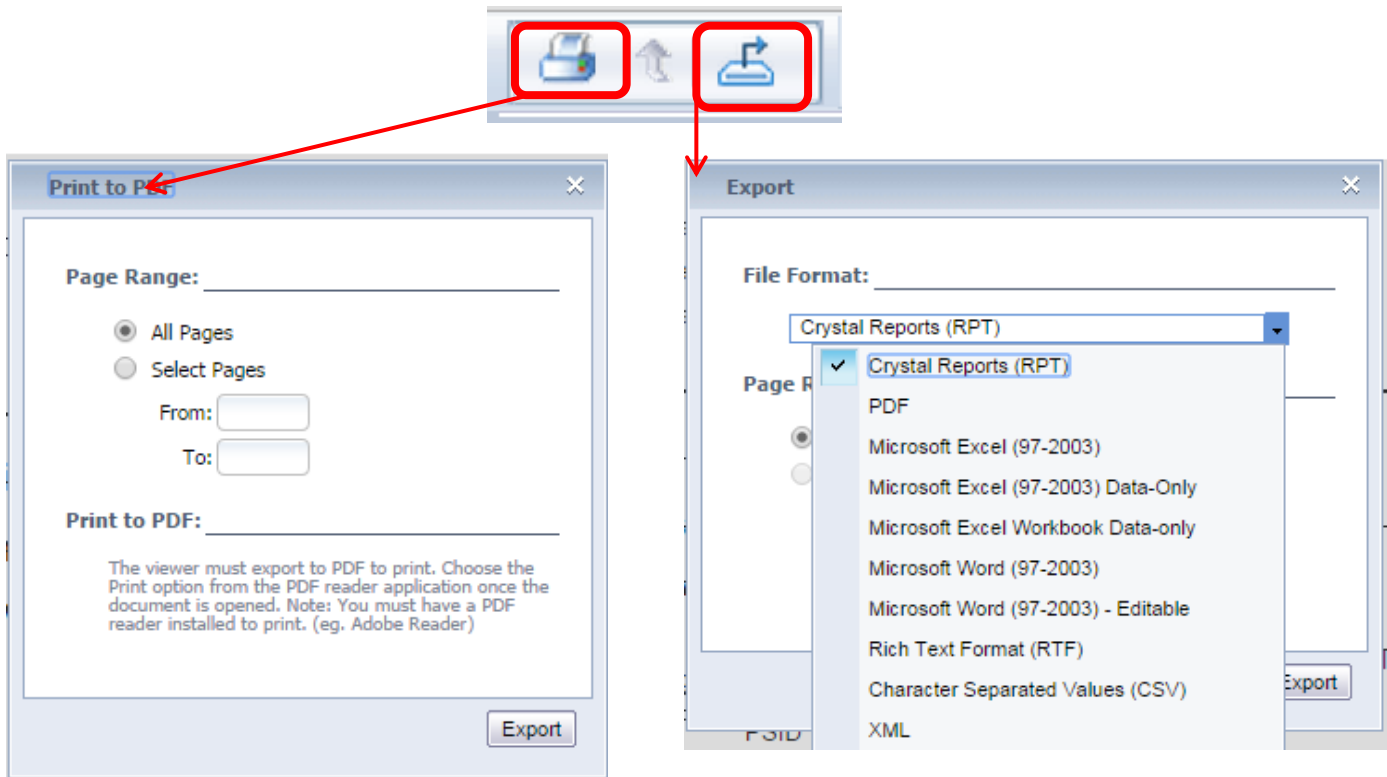 Print to PDF
Page Range:
All Pages
Select Pages
From:
To:
Print to PDF:
The viewer must export to PDF to print. Choose the
Print option from the PDF reader application once the
document is opened. Note: You must have a PDF
reader installed to print. (eg. Adobe Reader)
Export
Export
File Format:
Crystal Reports (RPT)
Crystal Reports (RPT)
PDF
Page R
Microsoft Excel (97-2003)
Microsoft Excel (97-2003) Data-Only
Microsoft Excel Workbook Data-only
Microsoft Word (97-2003)
Microsoft Word (97-2003) - Editable
Rich Text Format (RTF)
Character Separated Values (CSV)
XML
Export
PSID